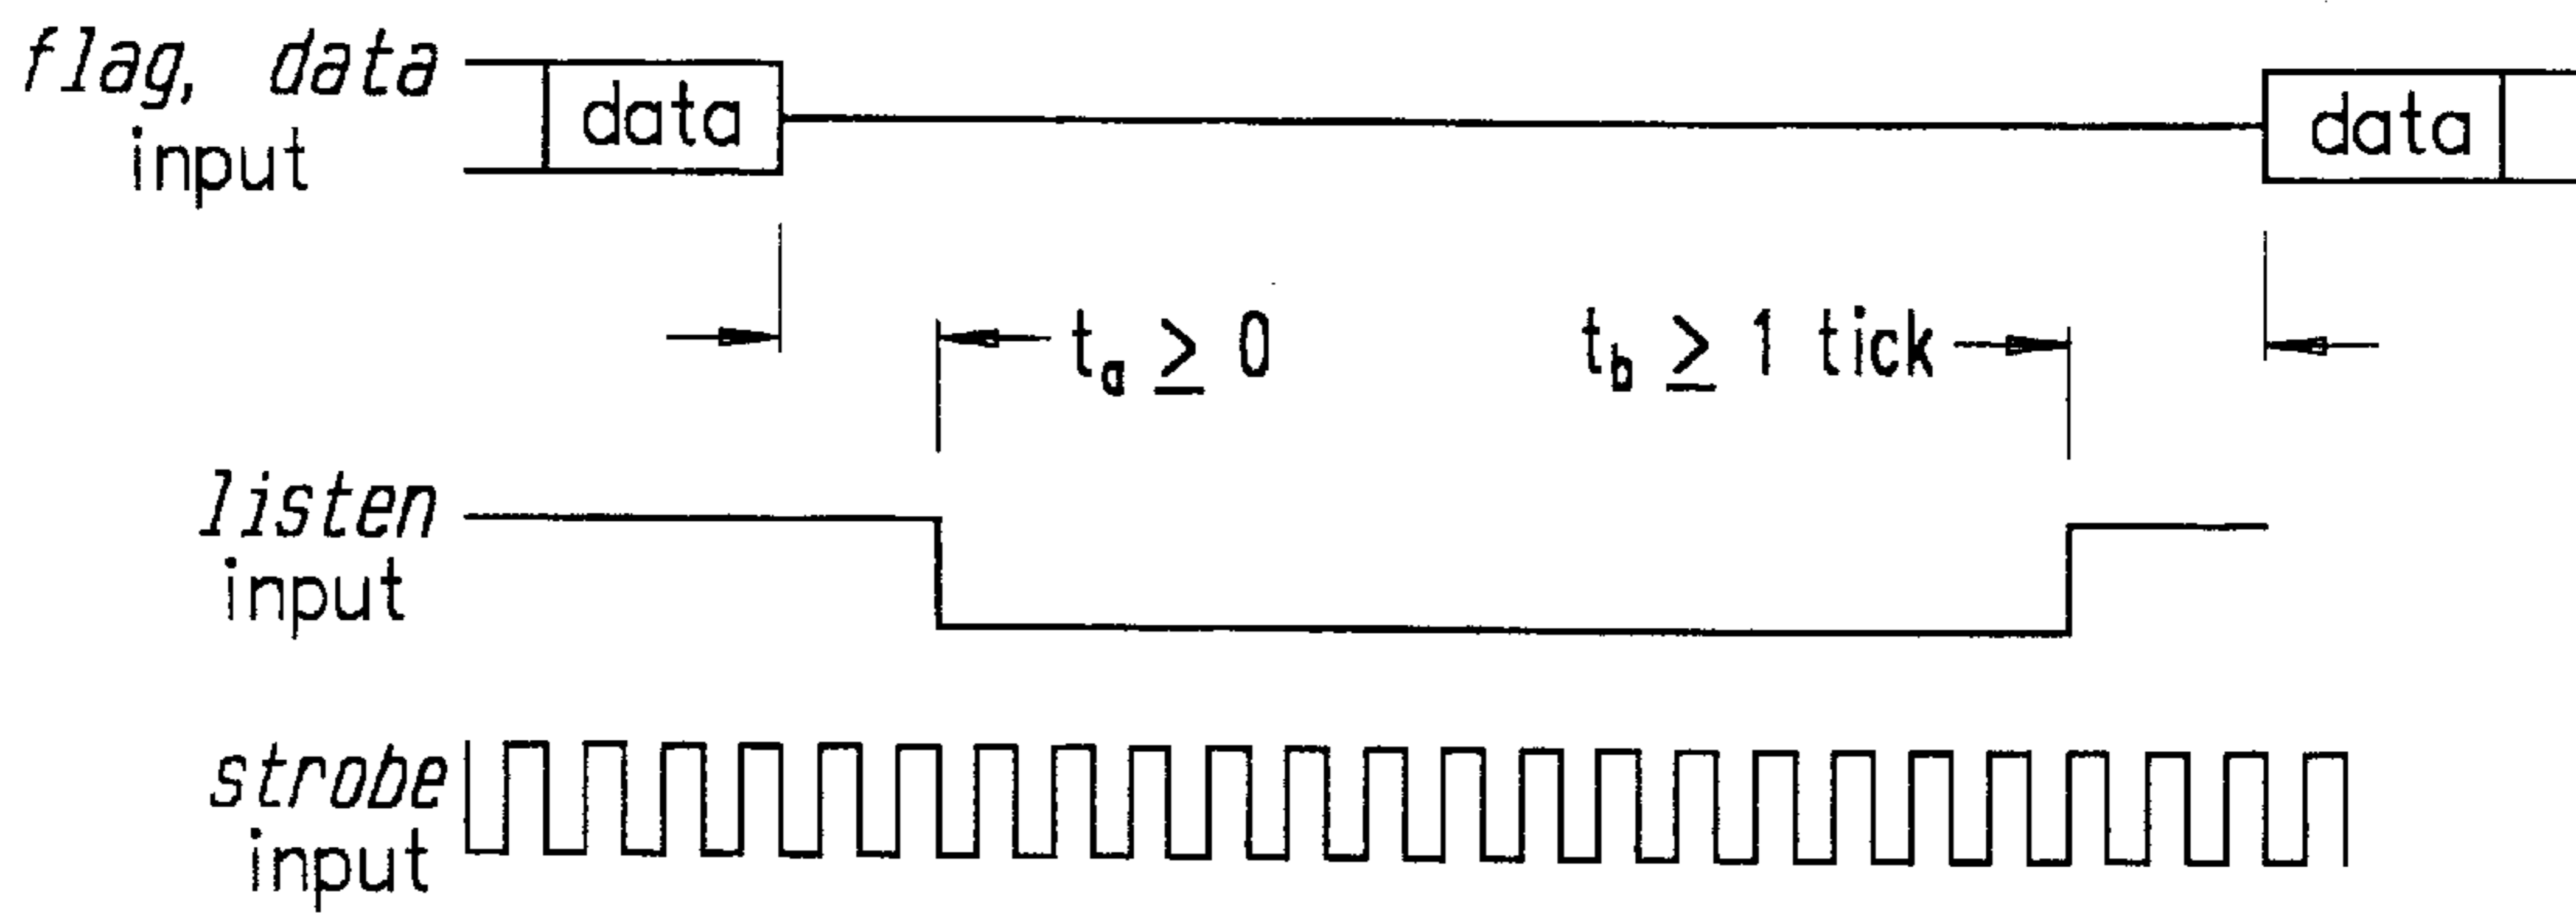 flag, data
input
data
data
tₐ ≥ 0
t_b ≥ 1 tick
listen
input
strobe
input